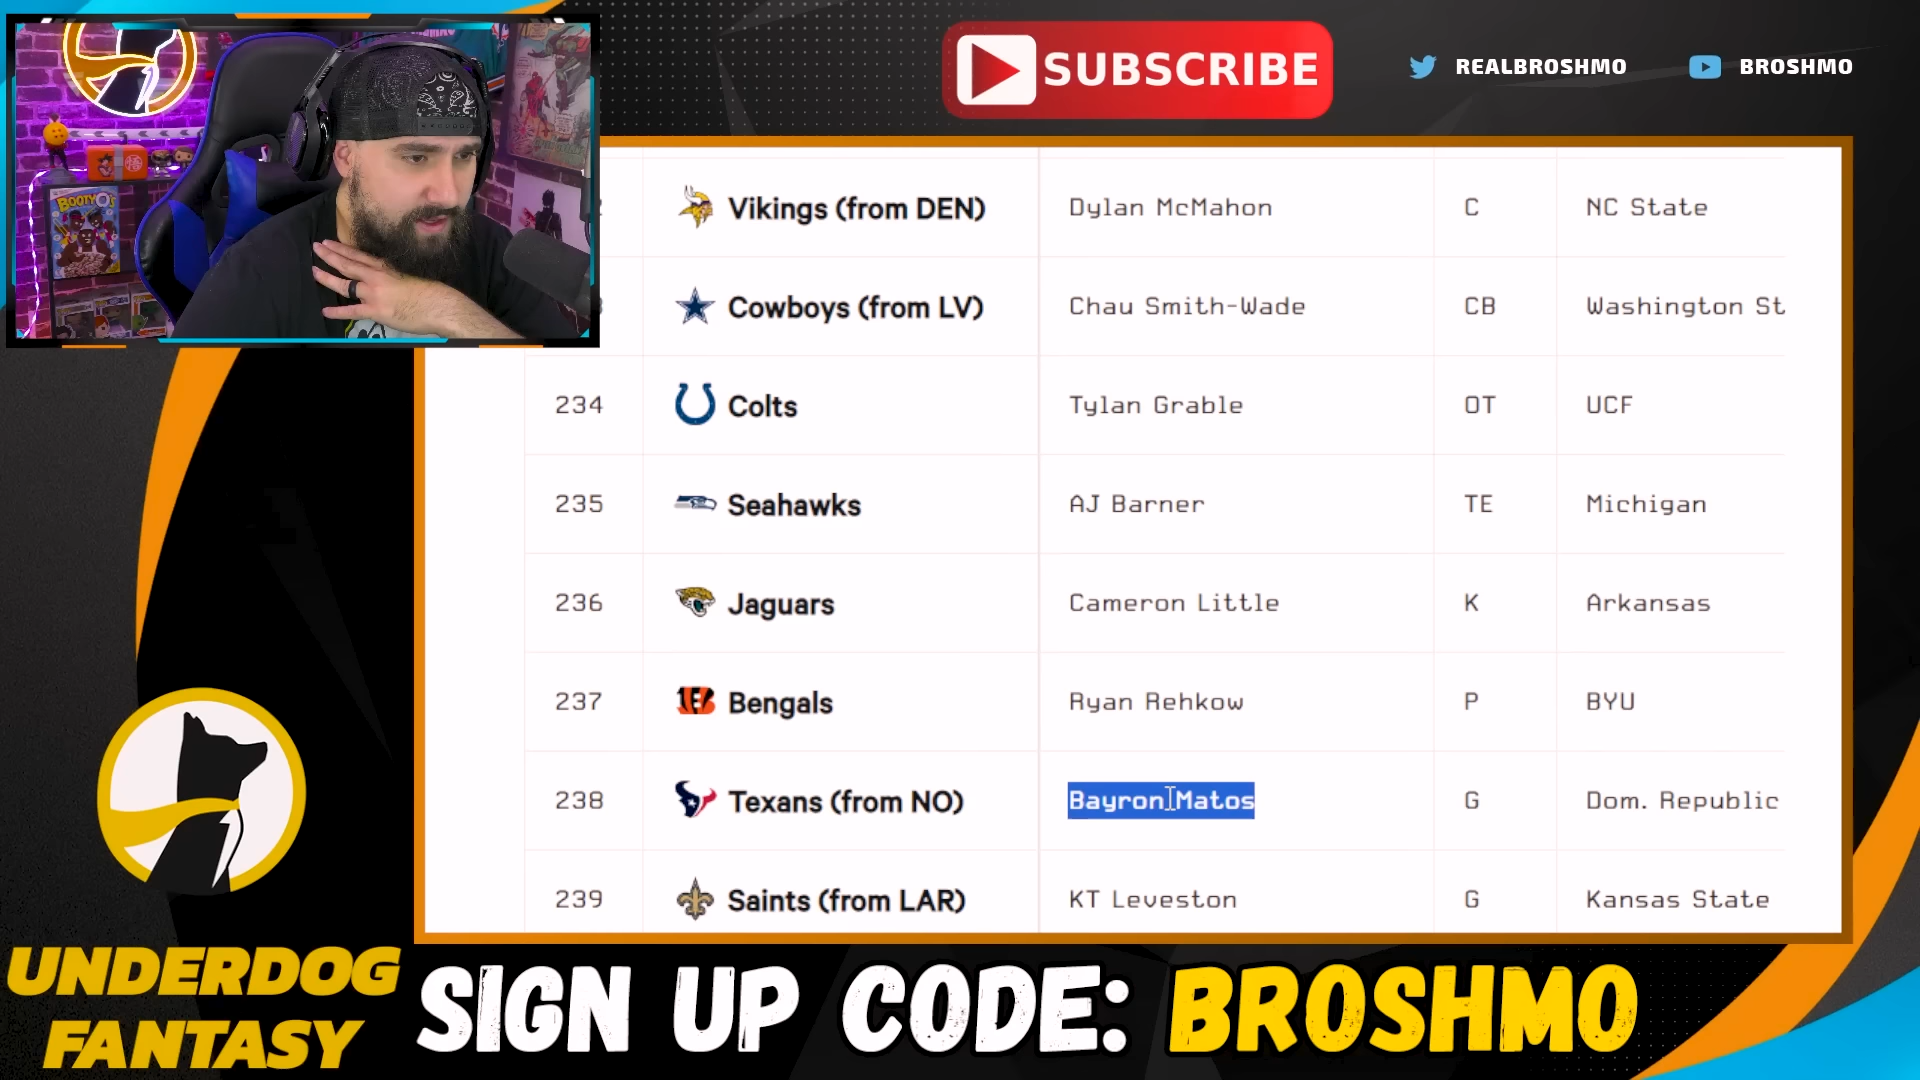 BOOTY O's
SUBSCRIBE
REALBROSHMO
BROSHMO
Vikings (from DEN) Dylan McMahon C NC State
Cowboys (from LV) Chau Smith-Wade CB Washington St
234 Colts Tylan Grable OT UCF
235 Seahawks AJ Barner TE Michigan
236 Jaguars Cameron Little K Arkansas
237 Bengals Ryan Rehkow P BYU
238 Texans (from NO) Bayron Matos G Dom. Republic
239 Saints (from LAR) KT Leveston G Kansas State
UNDERDOG
FANTASY
SIGN UP CODE: BROSHMO